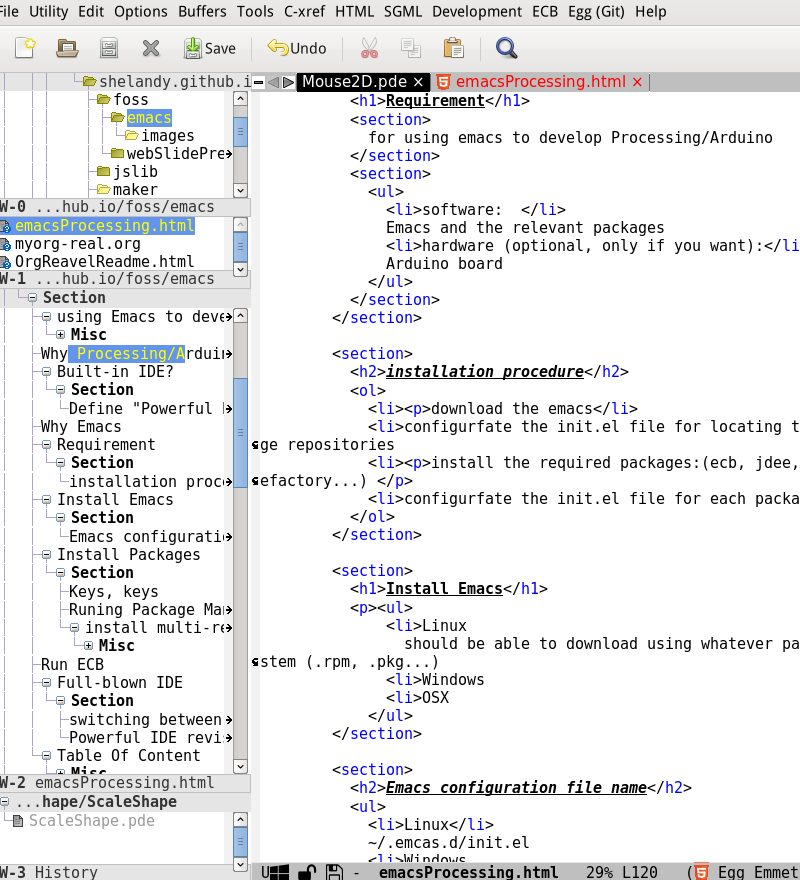 File Utility Edit Options Buffers Tools C-xref HTML SGML Development ECB Egg (Git) Help
Save Undo
shelandy.github.i
foss
emacs
images
webSlidePre
jslib
maker
W-0 ...hub.io/foss/emacs
emacsProcessing.html
myorg-real.org
OrgReavelReadme.html
W-1 ...hub.io/foss/emacs
Section
using Emacs to deve
Misc
Why Processing/Arduin
Built-in IDE?
Section
Define "Powerful
Why Emacs
Requirement
Section
installation proc
Install Emacs
Section
Emacs configurati
Install Packages
Section
Keys, keys
Runing Package Ma
install multi-re
Misc
Run ECB
Full-blown IDE
Section
switching between
Powerful IDE revi
Table Of Content
Misc
W-2 emacsProcessing.html
...hape/ScaleShape
ScaleShape.pde
W-3 History
Mouse2D.pde × emacsProcessing.html ×
<h1>Requirement</h1>
<section>
for using emacs to develop Processing/Arduino
</section>
<section>
<ul>
<li>software:  </li>
Emacs and the relevant packages
<li>hardware (optional, only if you want):</li
Arduino board
</ul>
</section>
</section>
<section>
<h2>installation procedure</h2>
<ol>
<li><p>download the emacs</li>
<li>configurfate the init.el file for locating t
ge repositories
<li><p>install the required packages:(ecb, jdee,
efactory...) </p>
<li>configurfate the init.el file for each packa
</ol>
</section>
<section>
<h1>Install Emacs</h1>
<p><ul>
<li>Linux
should be able to download using whatever pa
stem (.rpm, .pkg...)
<li>Windows
<li>OSX
</ul>
</section>
<section>
<h2>Emacs configuration file name</h2>
<ul>
<li>Linux</li>
~/.emcas.d/init.el
<li>Windows
U - emacsProcessing.html 29% L120 ( Egg Emmet